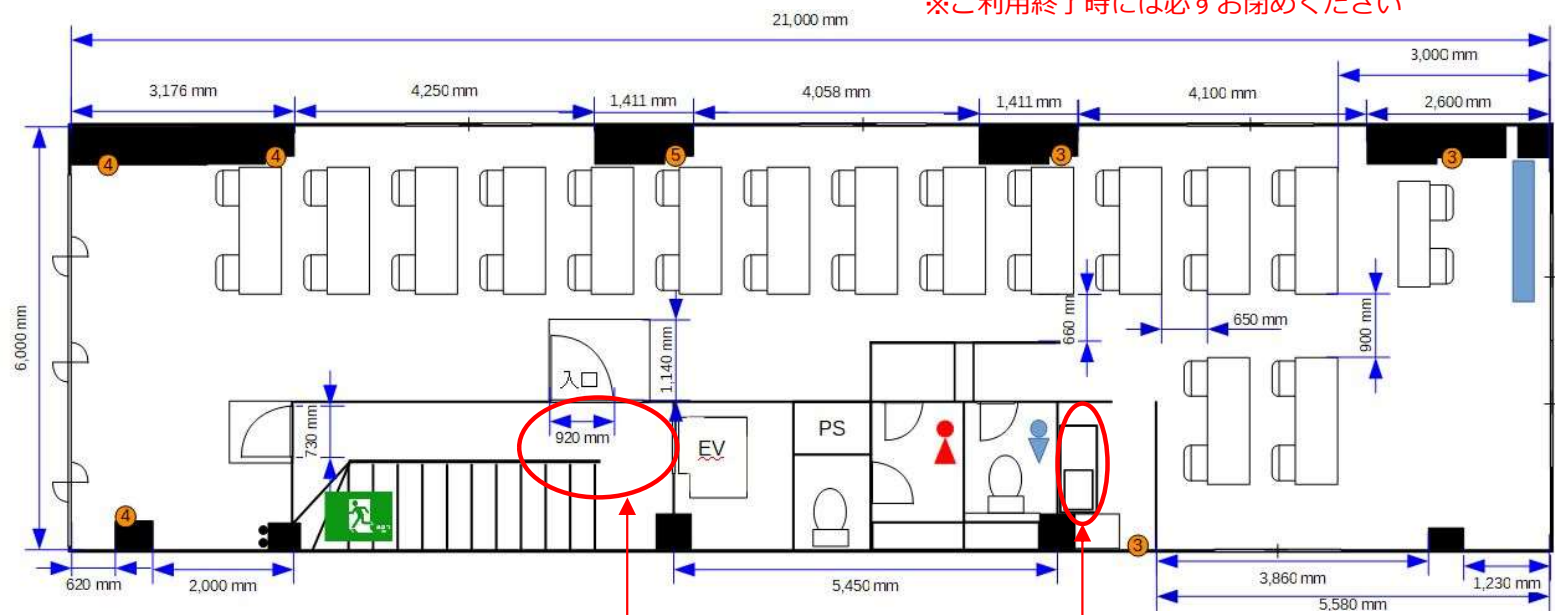 ※ご利用終了時には必ずお閉めください
21,000 mm
3,000 mm
3,176 mm
4,250 mm
1,411 mm
4,058 mm
1,411 mm
4,100 mm
2,600 mm
4
4
5
3
3
6,000 mm
660 mm
650 mm
900 mm
1,140 mm
入口
920 mm
730 mm
EV
PS
4
3
620 mm
2,000 mm
5,450 mm
3,860 mm
1,230 mm
5,580 mm